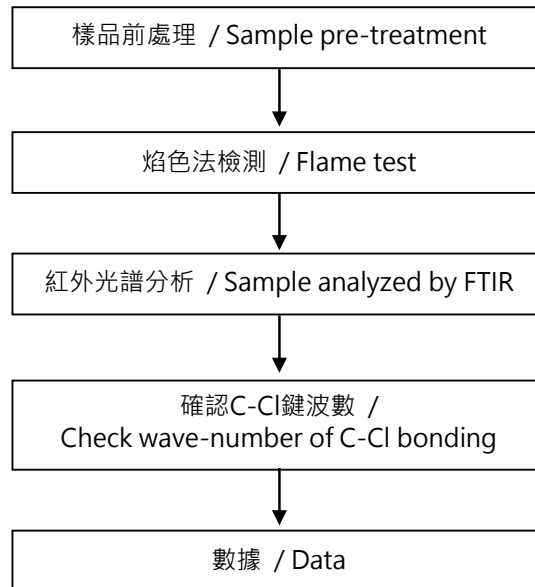 樣品前處理 / Sample pre-treatment
焰色法檢測 / Flame test
紅外光譜分析 / Sample analyzed by FTIR
確認C-Cl鍵波數 /
Check wave-number of C-Cl bonding
數據 / Data